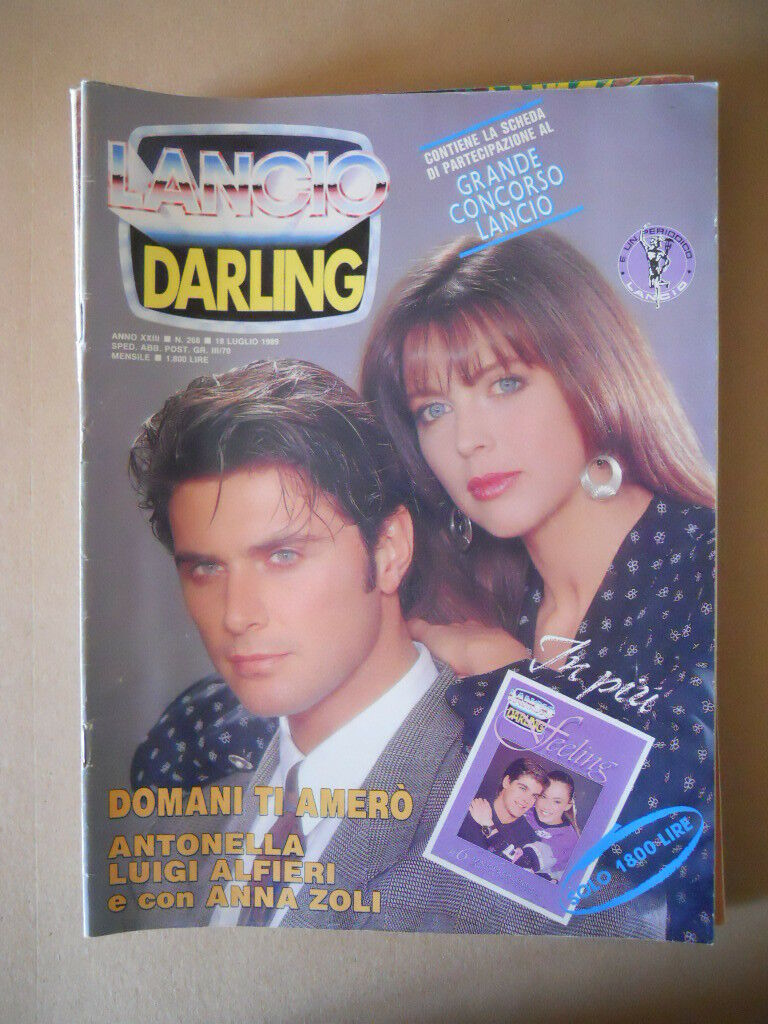 CONTIENE LA SCHEDA
DI PARTECIPAZIONE AL
GRANDE
CONCORSO
LANCIO
LANCIO
DARLING
È UN PERIODICO
LANCIO
ANNO XXIII ■ N. 268 ■ 18 LUGLIO 1989
SPED. ABB. POST. GR. III/70
MENSILE ■ 1.800 LIRE
In più
LANCIO
DARLING
feeling
SOLO 1800 LIRE
DOMANI TI AMERÒ
ANTONELLA
LUIGI ALFIERI
e con ANNA ZOLI